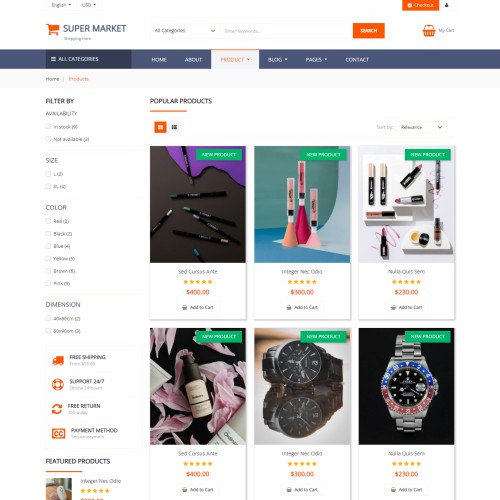 English USD Checkout
SUPER MARKET
Shopping Here
All Categories Enter Keywords... SEARCH My Cart
ALL CATEGORIES HOME ABOUT PRODUCT BLOG PAGES CONTACT
Home | Products
FILTER BY
AVAILABILITY
In stock (9)
Not available (3)
SIZE
L (2)
XL (4)
COLOR
Red (3)
Black (2)
Blue (4)
Yellow (5)
Brown (6)
Pink (9)
DIMENSION
40x60cm (2)
60x90cm (3)
FREE SHIPPING
From
SUPPORT 24/7
Online 24 hours
FREE RETURN
365 a day
PAYMENT METHOD
Secure payment
FEATURED PRODUCTS
Integer Nec Odio
POPULAR PRODUCTS
Sort by: Relevance
NEW PRODUCT
Sed Cursus Ante
$400.00
Add to Cart
NEW PRODUCT
Integer Nec Odio
$300.00
Add to Cart
NEW PRODUCT
Nulla Quis Sem
$230.00
Add to Cart
NEW PRODUCT
Sed Cursus Ante
$400.00
Add to Cart
NEW PRODUCT
Integer Nec Odio
$300.00
Add to Cart
NEW PRODUCT
Nulla Quis Sem
$230.00
Add to Cart